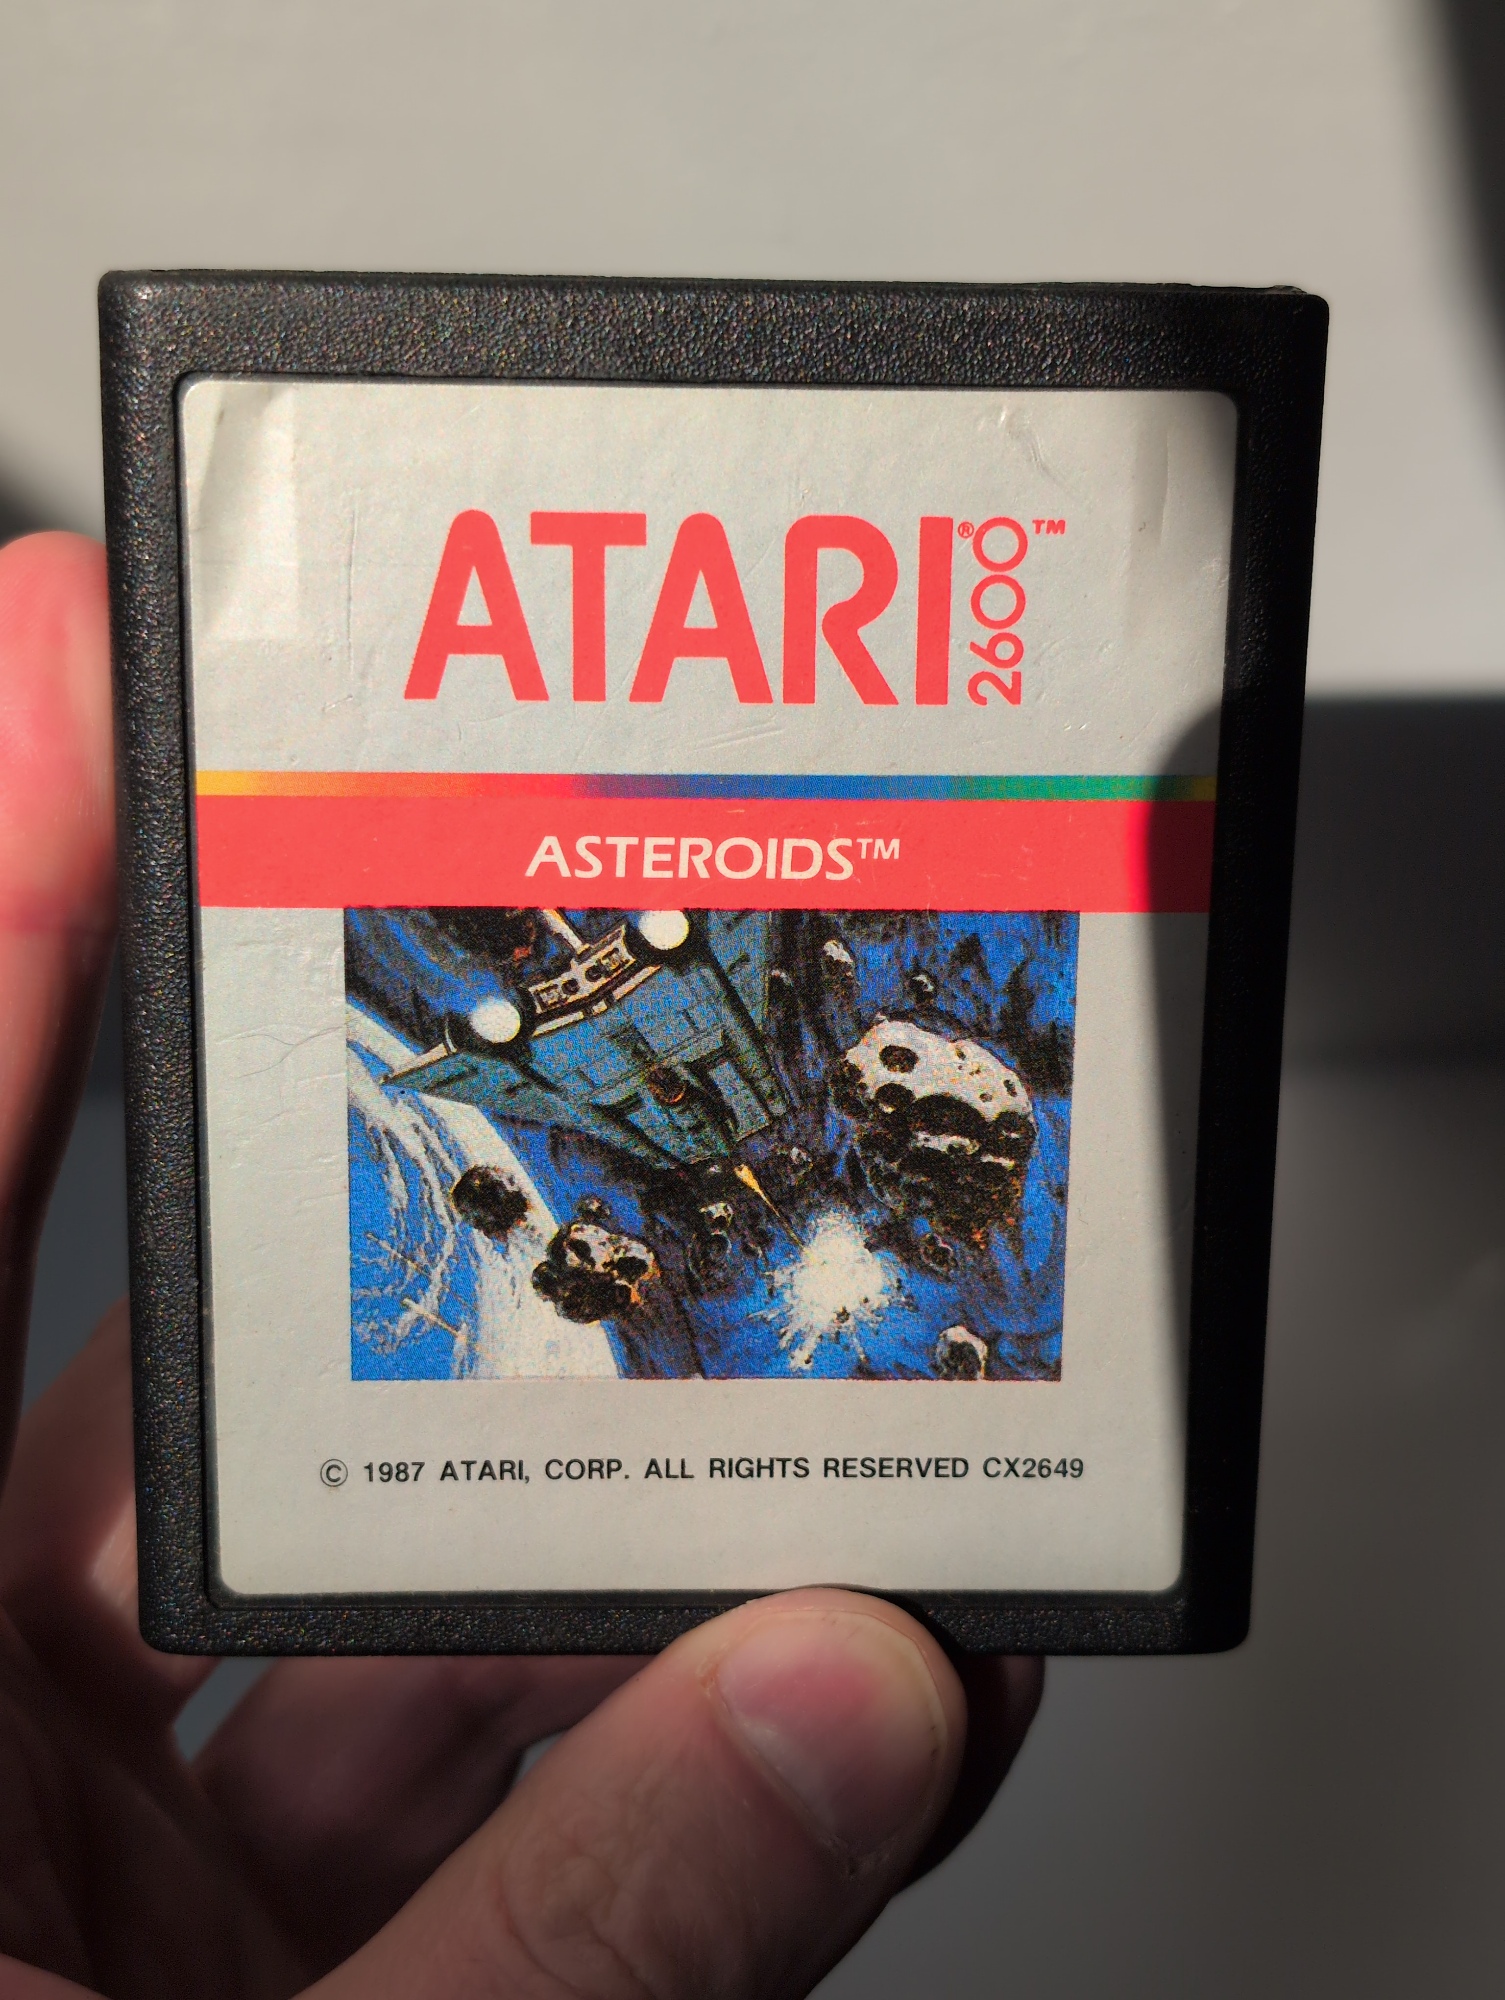 ATARI® 2600™
ASTEROIDS™
© 1987 ATARI, CORP. ALL RIGHTS RESERVED CX2649